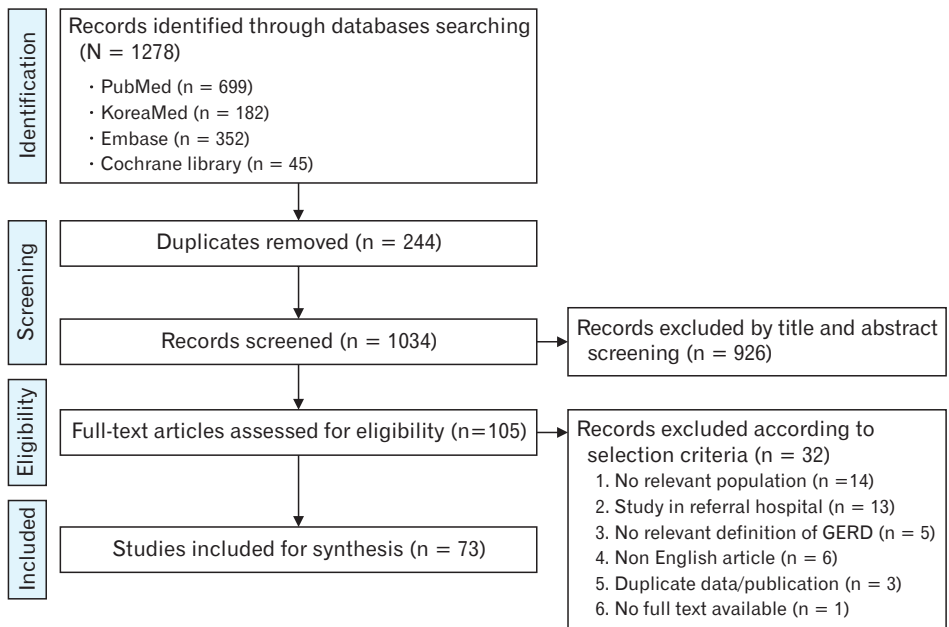 Identification
Records identified through databases searching
(N = 1278)
· PubMed (n = 699)
· KoreaMed (n = 182)
· Embase (n = 352)
· Cochrane library (n = 45)
Screening
Duplicates removed (n = 244)
Records screened (n = 1034)
Records excluded by title and abstract
screening (n = 926)
Eligibility
Full-text articles assessed for eligibility (n=105)
Records excluded according to
selection criteria (n = 32)
1. No relevant population (n =14)
2. Study in referral hospital (n = 13)
3. No relevant definition of GERD (n = 5)
4. Non English article (n = 6)
5. Duplicate data/publication (n = 3)
6. No full text available (n = 1)
Included
Studies included for synthesis (n = 73)